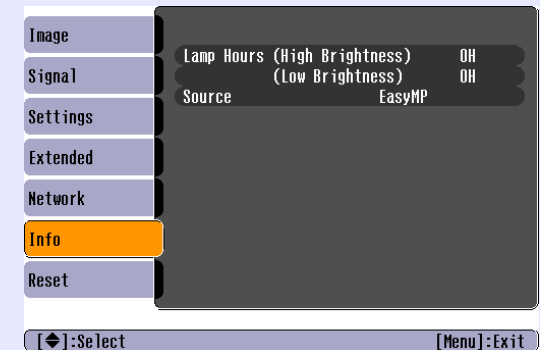 Image
Signal
Settings
Extended
Network
Info
Reset
Lamp Hours (High Brightness) 0H
(Low Brightness) 0H
Source EasyMP
[◆]:Select [Menu]:Exit